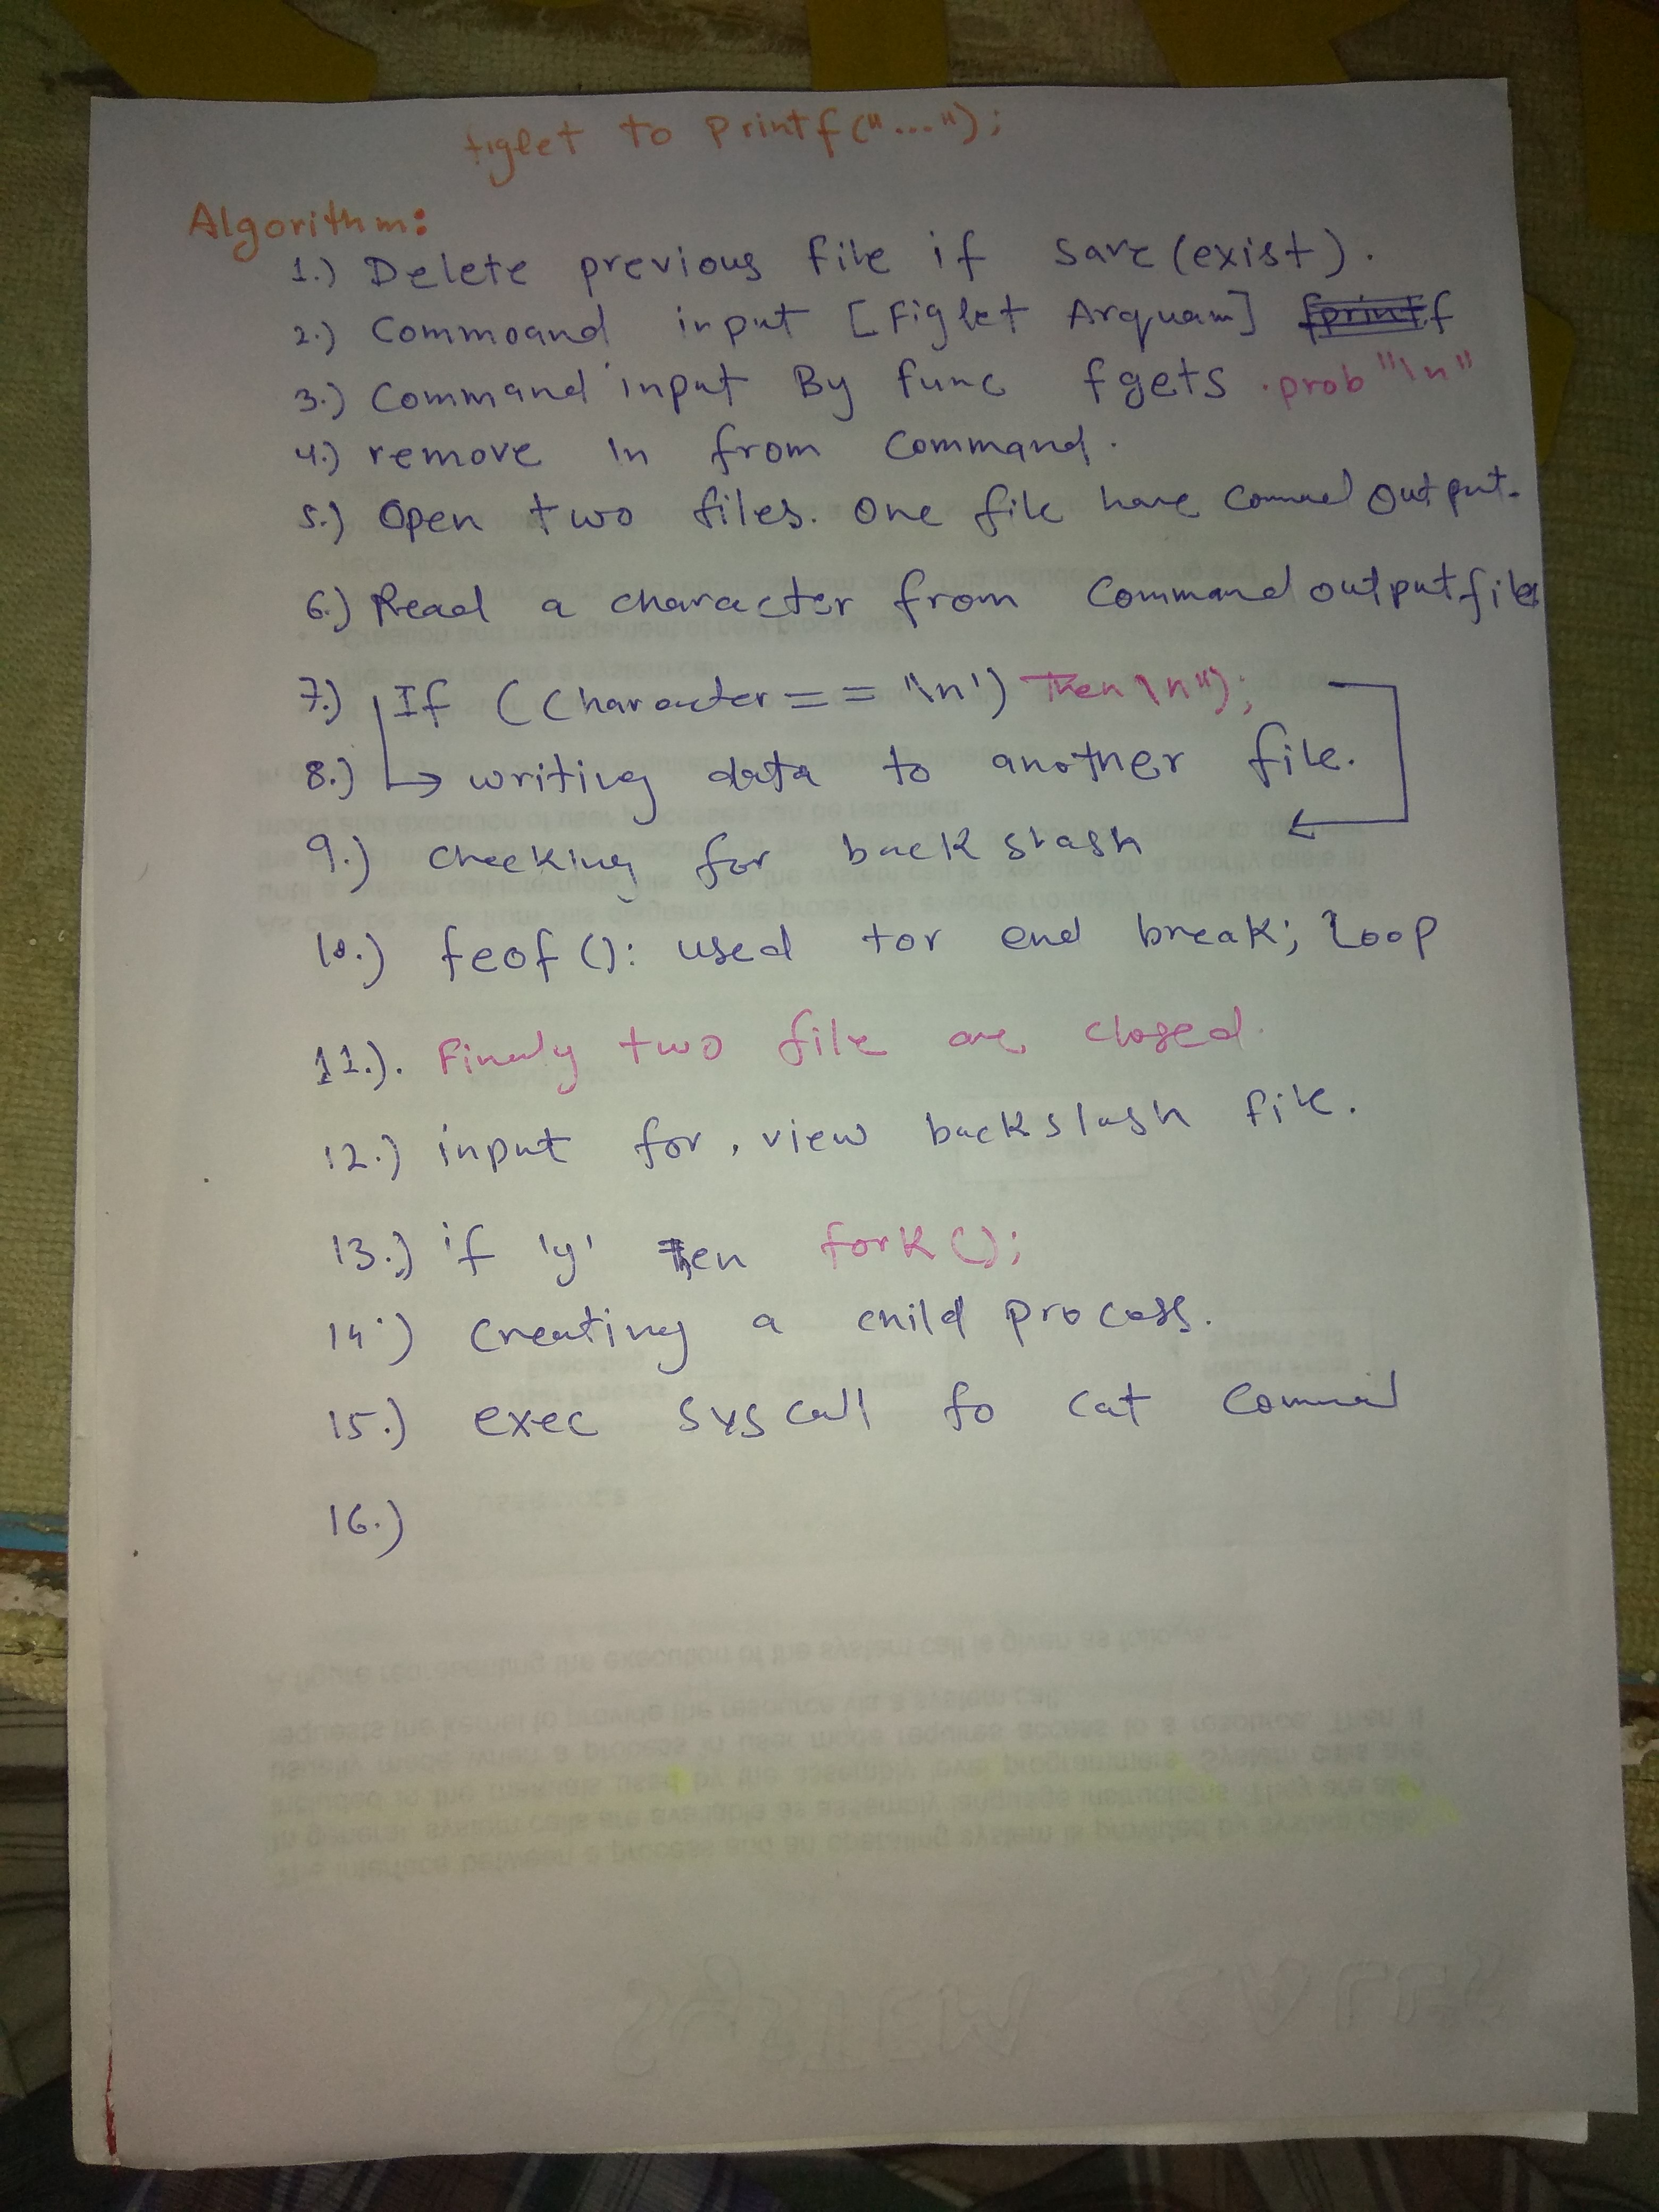 figlet to printf("...");
Algorithm:
1.) Delete previous file if save (exist).
2.) Commoand input [Figlet Arquam]
3.) Command input By func fgets .prob "\n"
4.) remove \n from Command.
5.) Open two files. One file have Commad Output.
6.) Read a character from Command output file
7.) If (Character == '\n') Then \n");
8.) writing data to another file.
9.) Checking for back slash
10.) feof(): used for end break; Loop
11.). Finaly two file are closed.
12.) input for, view backslash file.
13.) if 'y' then fork();
14.) Creating a child process.
15.) exec sys call fo cat Command
16.)